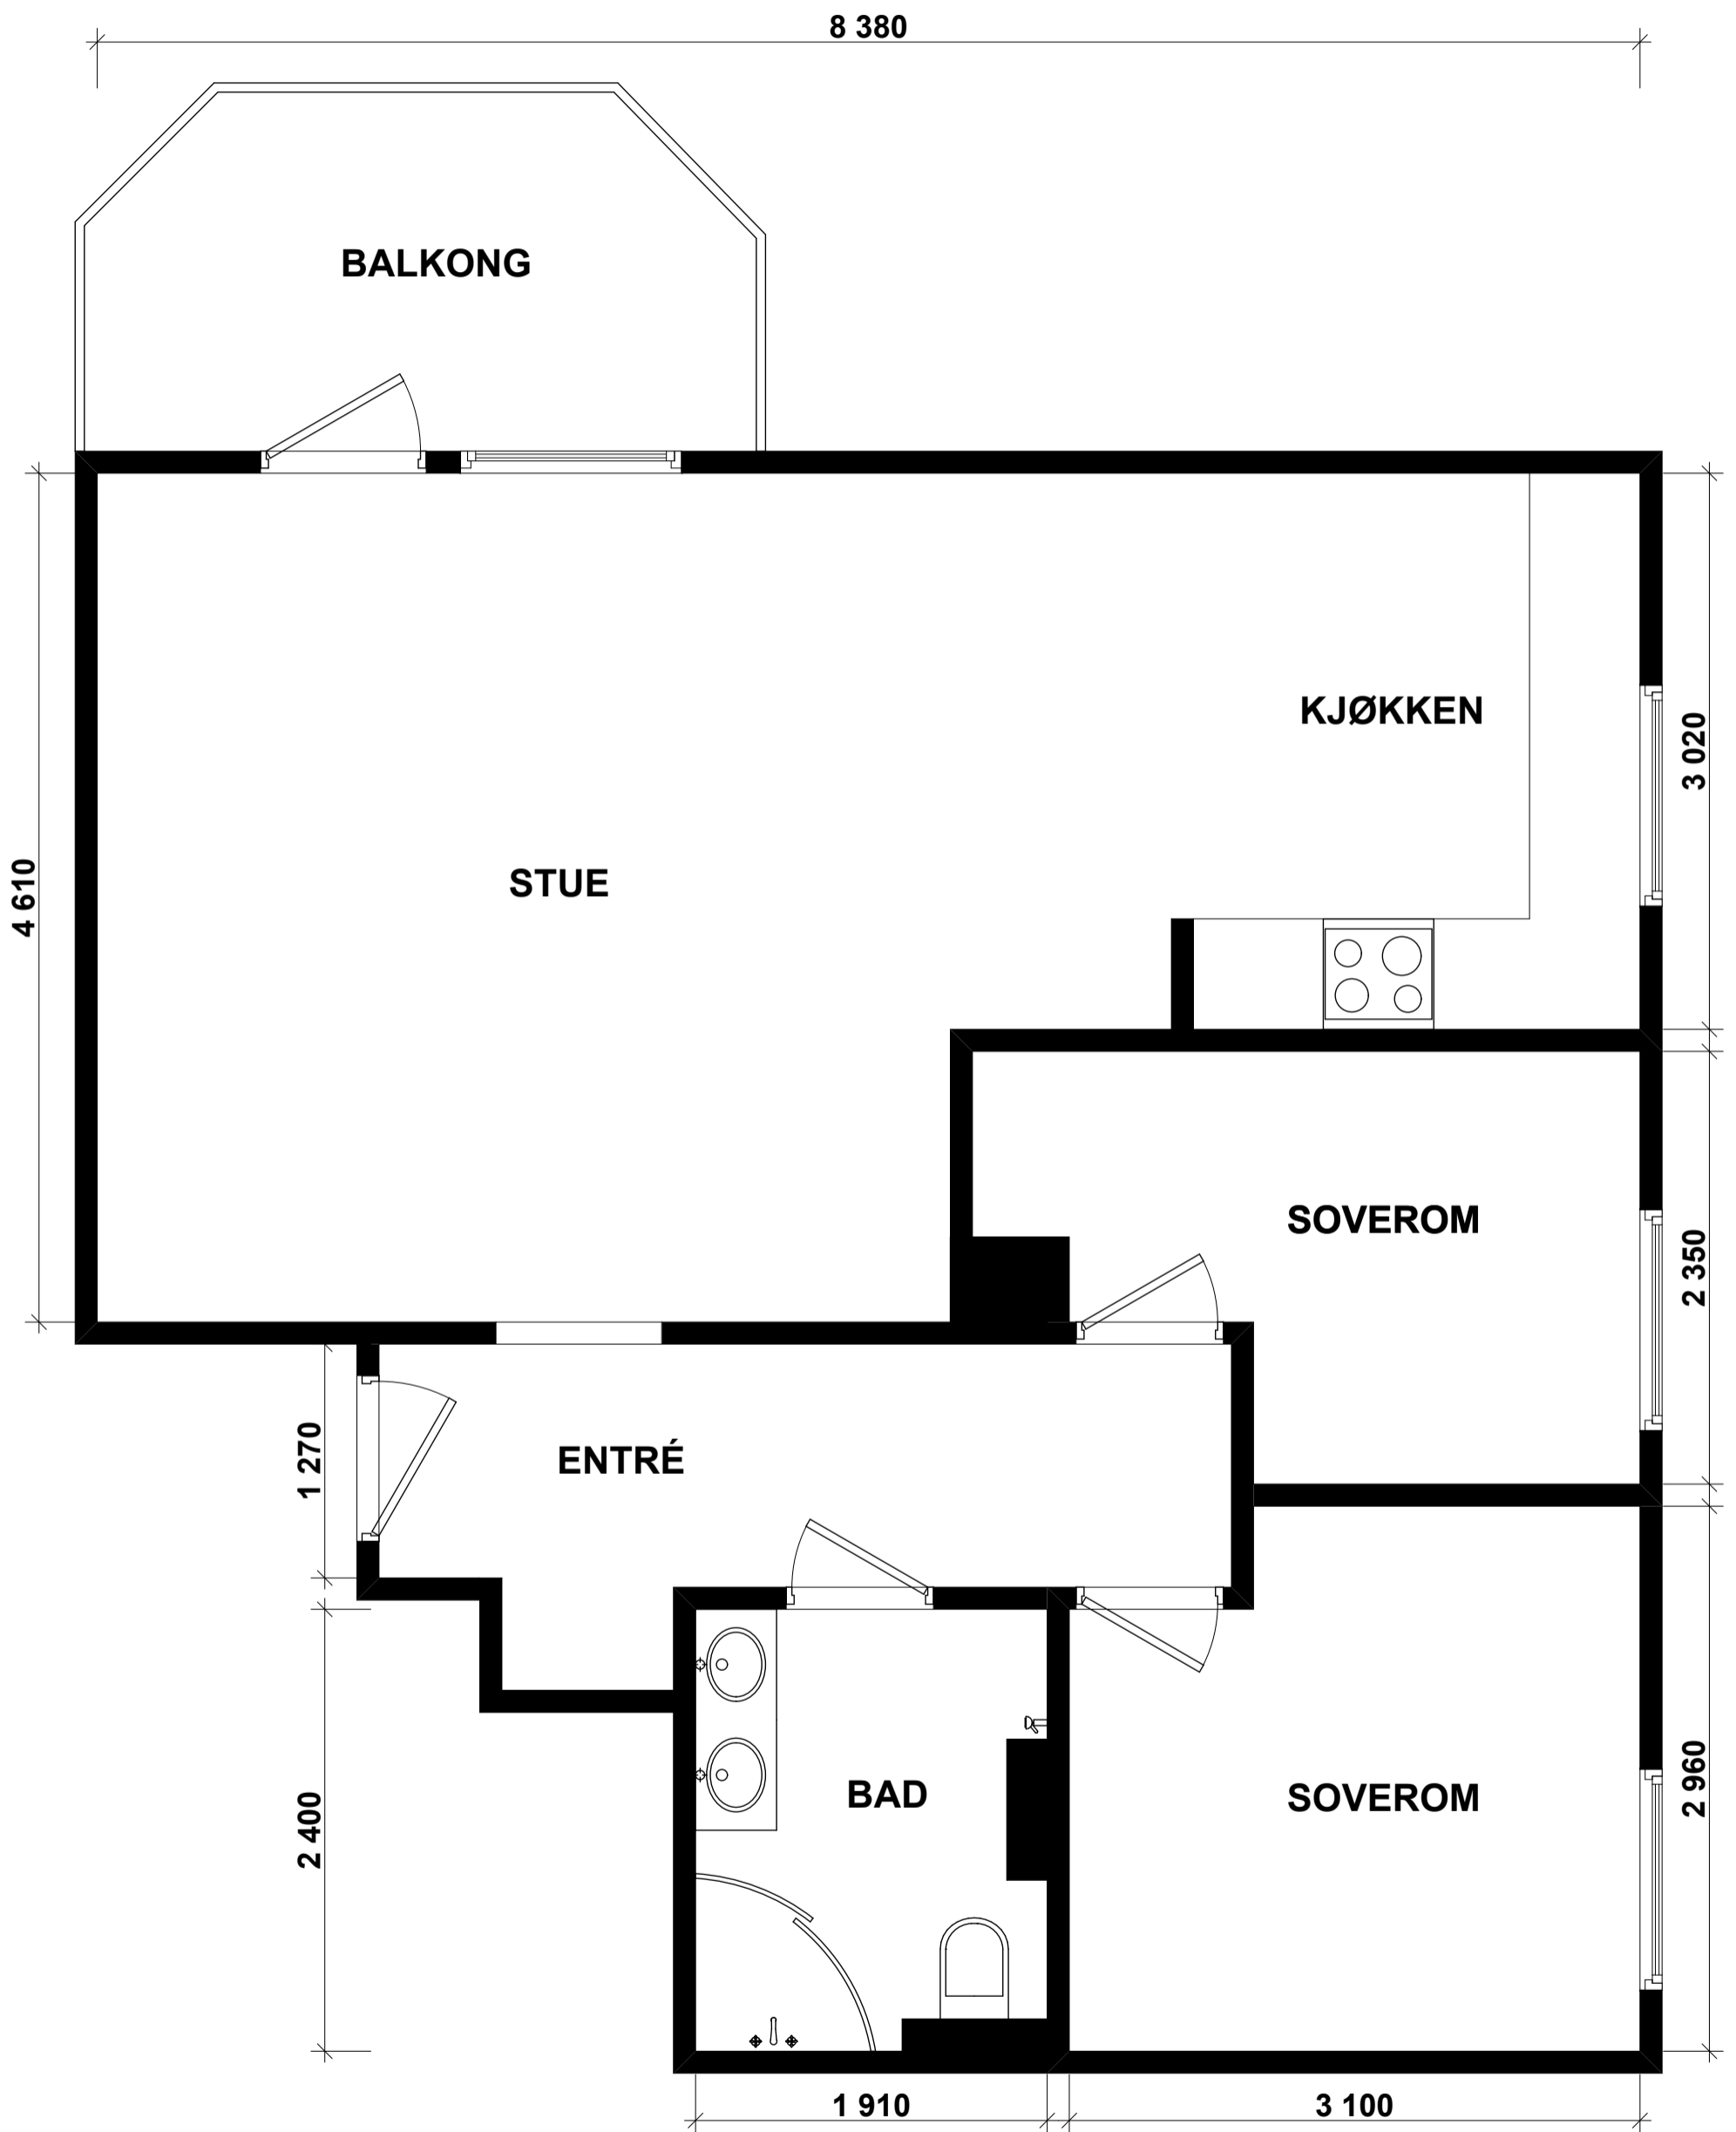 8 380
BALKONG
KJØKKEN
3 020
STUE
4 610
SOVEROM
2 350
1 270
ENTRÉ
2 400
BAD
SOVEROM
2 960
1 910
3 100